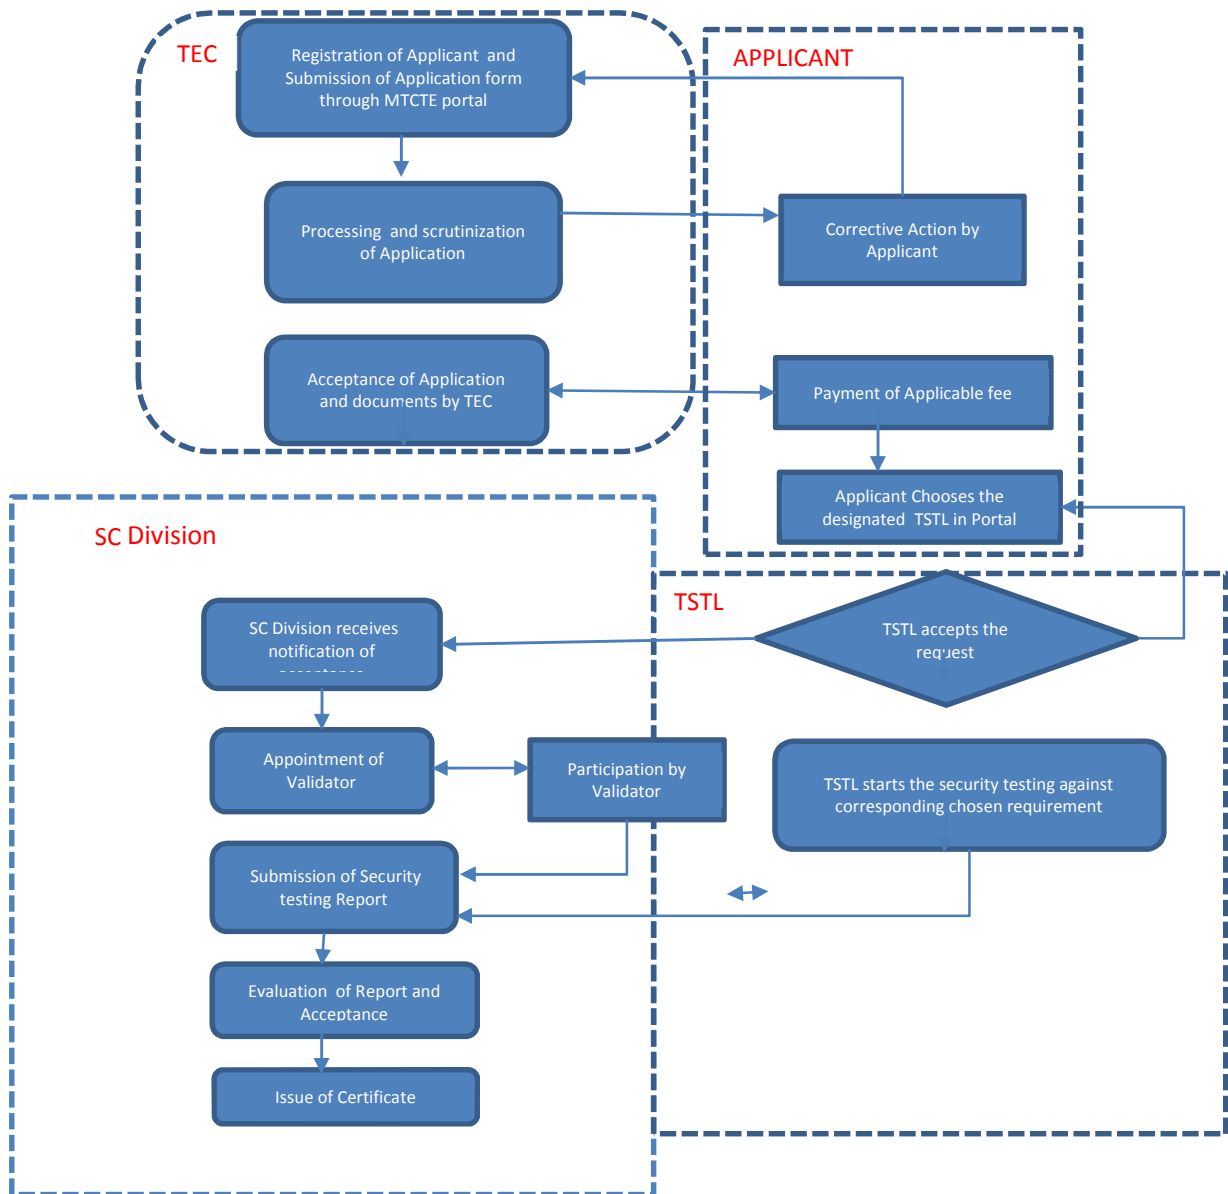 TEC
Registration of Applicant and
Submission of Application form
through MTCTE portal
APPLICANT
Processing and scrutinization
of Application
Corrective Action by
Applicant
Acceptance of Application
and documents by TEC
Payment of Applicable fee
Applicant Chooses the
designated TSTL in Portal
SC Division
TSTL
TSTL accepts the
request
SC Division receives
notification of
acceptance
Appointment of
Validator
Participation by
Validator
TSTL starts the security testing against
corresponding chosen requirement
Submission of Security
testing Report
Evaluation of Report and
Acceptance
Issue of Certificate